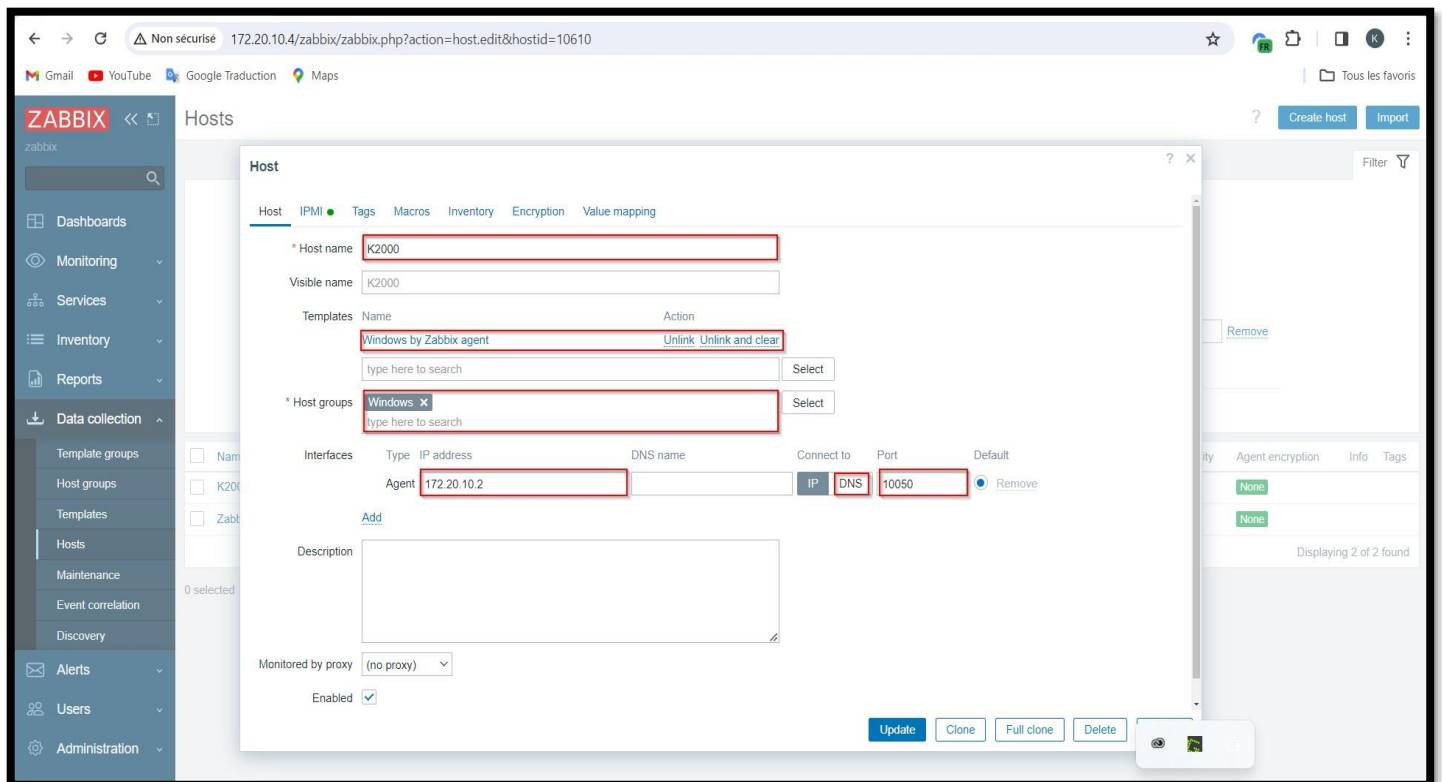 Non sécurisé 172.20.10.4/zabbix/zabbix.php?action=host.edit&hostid=10610
FR
K
Gmail YouTube Google Traduction Maps
Tous les favoris
ZABBIX
zabbix
Hosts
? Create host Import
Filter
Dashboards
Monitoring
Services
Inventory
Reports
Data collection
Template groups
Host groups
Templates
Hosts
Maintenance
Event correlation
Discovery
Alerts
Users
Administration
Host
?
Host IPMI Tags Macros Inventory Encryption Value mapping
* Host name K2000
Visible name K2000
Templates Name Action
Windows by Zabbix agent Unlink Unlink and clear
type here to search Select
* Host groups Windows Select
type here to search
Interfaces Type IP address DNS name Connect to Port Default
Agent 172.20.10.2 IP DNS 10050 Remove
Add
Description
Monitored by proxy (no proxy)
Enabled
Update Clone Full clone Delete
Remove
Agent encryption Info Tags
None
None
Displaying 2 of 2 found
0 selected